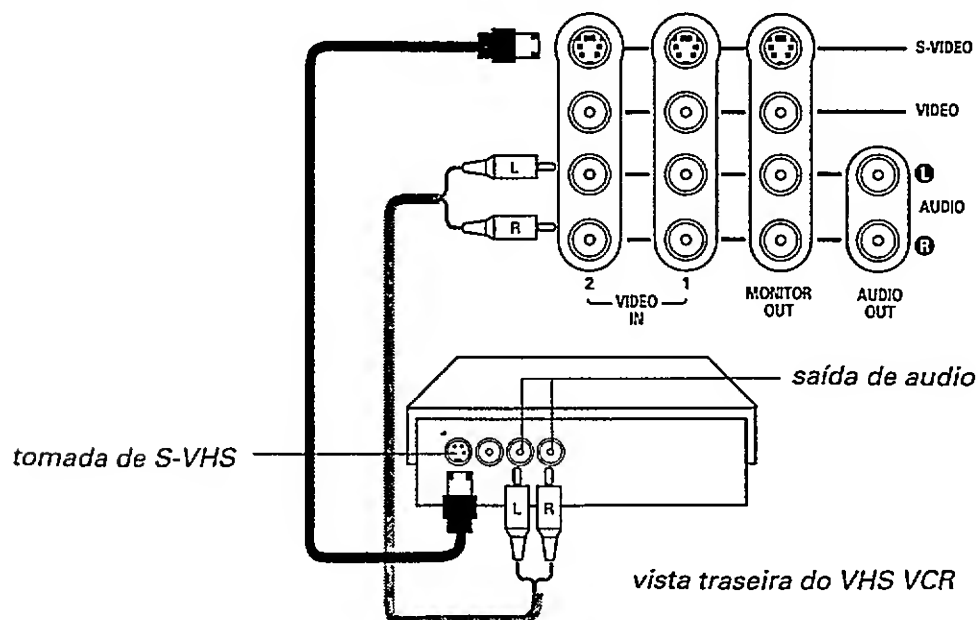 S-VIDEO
VIDEO
L
L
AUDIO
R
R
2
1
VIDEO
IN
MONITOR
OUT
AUDIO
OUT
saída de audio
tomada de S-VHS
L
R
vista traseira do VHS VCR